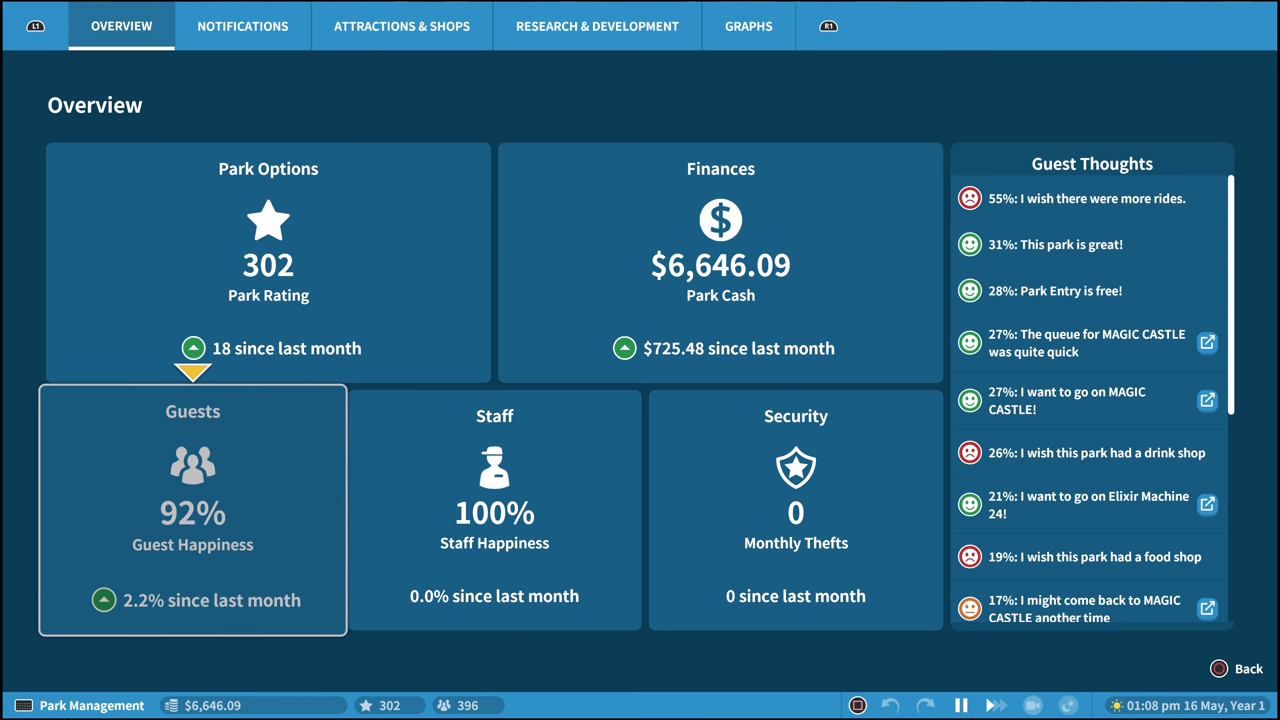 L1
OVERVIEW
NOTIFICATIONS
ATTRACTIONS & SHOPS
RESEARCH & DEVELOPMENT
GRAPHS
R1
Overview
Park Options
302
Park Rating
18 since last month
Finances
$
$6,646.09
Park Cash
$725.48 since last month
Guests
92%
Guest Happiness
2.2% since last month
Staff
100%
Staff Happiness
0.0% since last month
Security
0
Monthly Thefts
0 since last month
Guest Thoughts
55%: I wish there were more rides.
31%: This park is great!
28%: Park Entry is free!
27%: The queue for MAGIC CASTLE
was quite quick
27%: I want to go on MAGIC
CASTLE!
26%: I wish this park had a drink shop
21%: I want to go on Elixir Machine
24!
19%: I wish this park had a food shop
17%: I might come back to MAGIC
CASTLE another time
Back
Park Management
$6,646.09
302
396
01:08 pm 16 May, Year 1